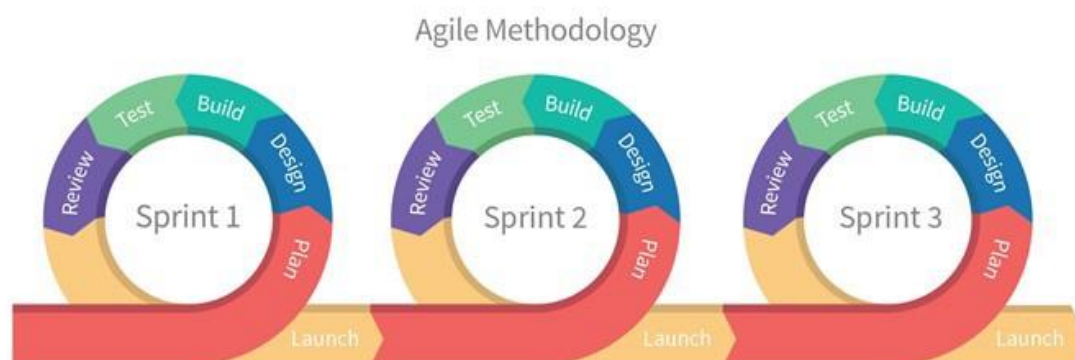 Agile Methodology
Plan
Design
Build
Test
Review
Sprint 1
Launch
Plan
Design
Build
Test
Review
Sprint 2
Launch
Plan
Design
Build
Test
Review
Sprint 3
Launch